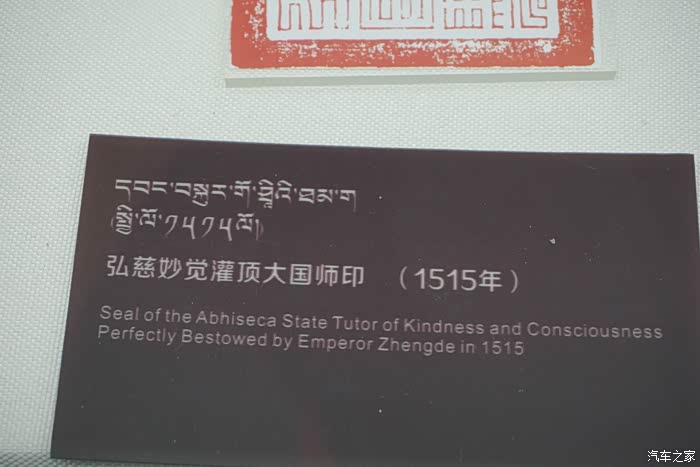 དབང་བསྐུར་གོ་ཤྲཱིའི་ཐམ་ག
(སྤྱི་ལོ་༡༥༡༥ལོ།)
弘慈妙觉灌顶大国师印 （1515年）
Seal of the Abhiseca State Tutor of Kindness and Consciousness
Perfectly Bestowed by Emperor Zhengde in 1515
汽车之家